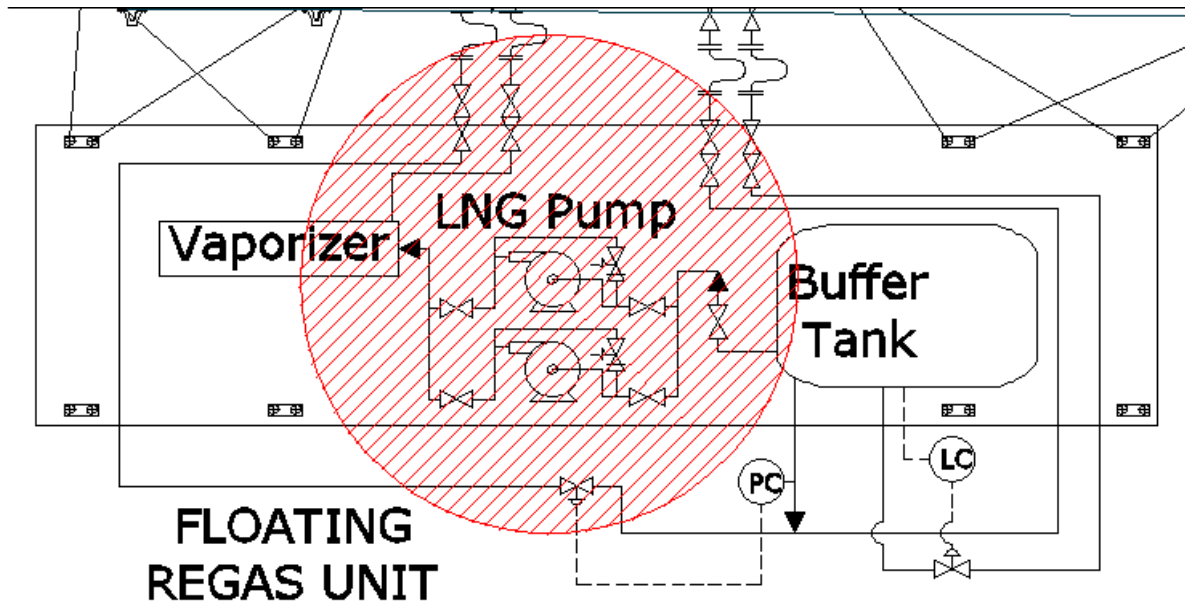 LNG Pump
Vaporizer
Buffer
Tank
PC
LC
FLOATING
REGAS UNIT